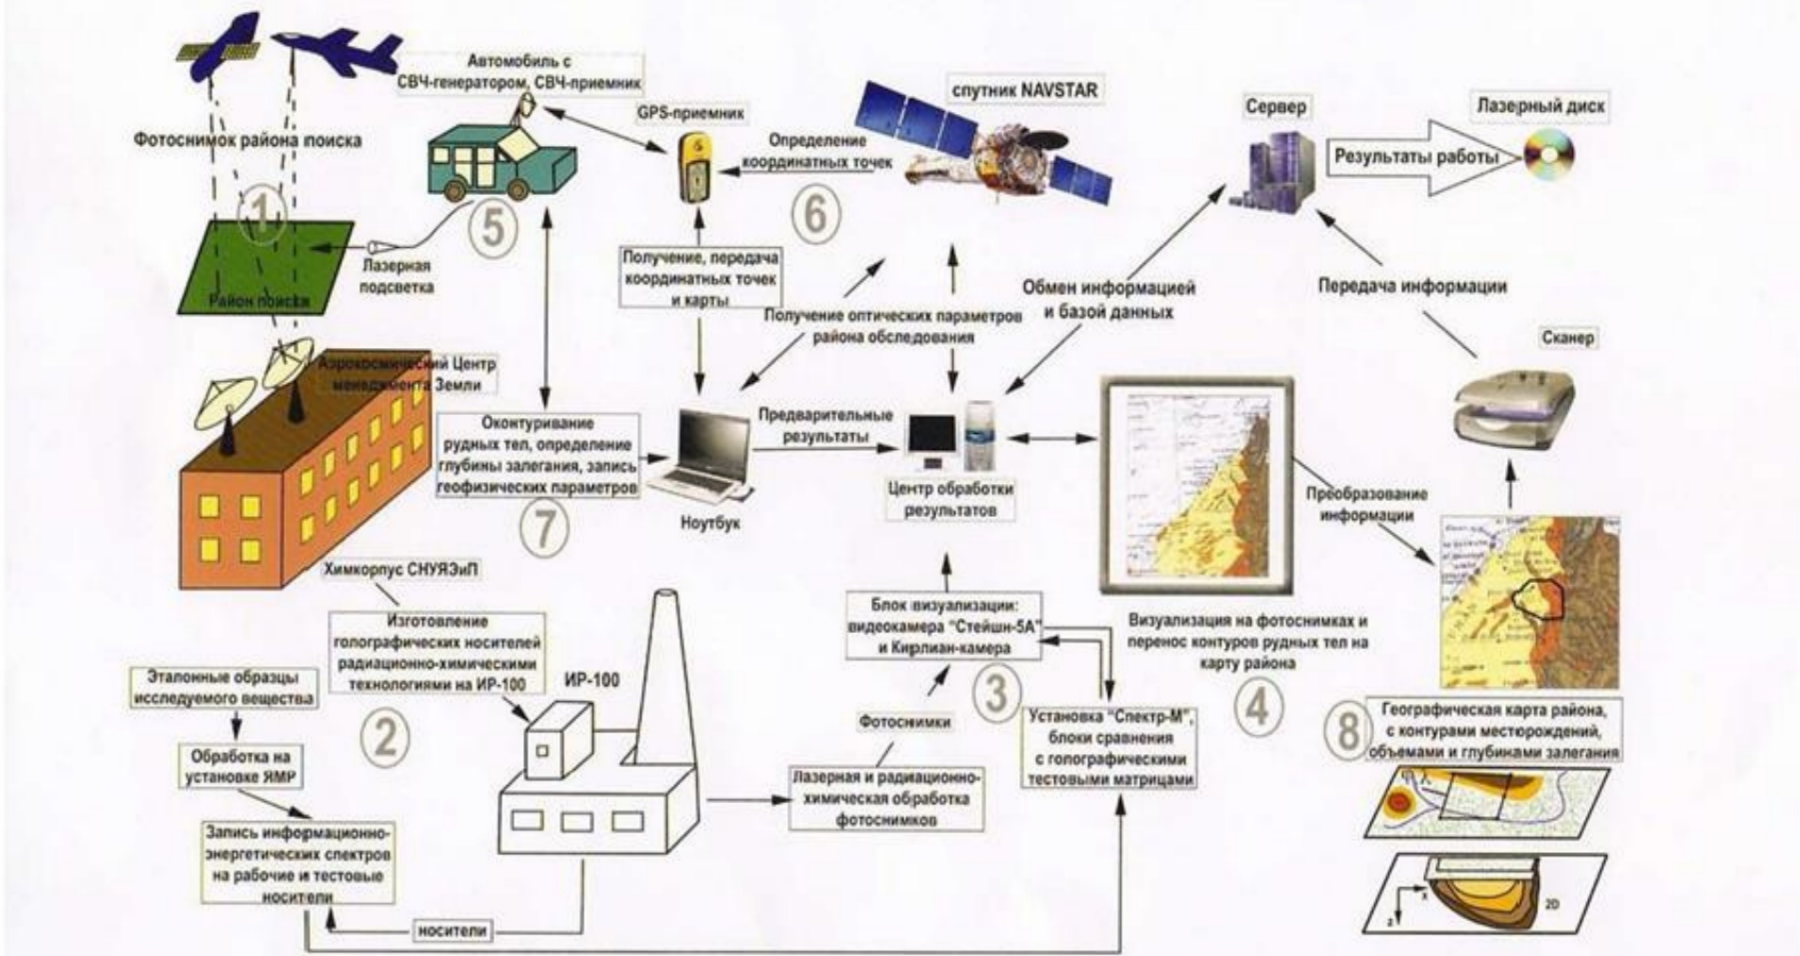 Автомобиль с
СВЧ-генератором, СВЧ-приемник
Фотоснимок района поиска
1
Район поиска
Лазерная
подсветка
5
GPS-приемник
Определение
координатных точек
6
спутник NAVSTAR
Сервер
Результаты работы
Лазерный диск
Получение, передача
координатных точек
и карты
Получение оптических параметров
района обследования
Обмен информацией
и базой данных
Передача информации
Сканер
Аэрокосмический Центр
менеджмента Земли
Оконтуривание
рудных тел, определение
глубины залегания, запись
геофизических параметров
7
Ноутбук
Предварительные
результаты
Центр обработки
результатов
Преобразование
информации
Химкорпус СНУЯЭиП
Изготовление
голографических носителей
радиационно-химическими
технологиями на ИР-100
2
Эталонные образцы
исследуемого вещества
Обработка на
установке ЯМР
Запись информационно-
энергетических спектров
на рабочие и тестовые
носители
носители
ИР-100
Лазерная и радиационно-
химическая обработка
фотоснимков
Фотоснимки
Блок визуализации:
видеокамера "Стейшн-5А"
и Кирлиан-камера
3
Установка "Спектр-М",
блоки сравнения
с голографическими
тестовыми матрицами
Визуализация на фотоснимках и
перенос контуров рудных тел на
карту района
4
8
Географическая карта района,
с контурами месторождений,
объемами и глубинами залегания
X
Z
2D